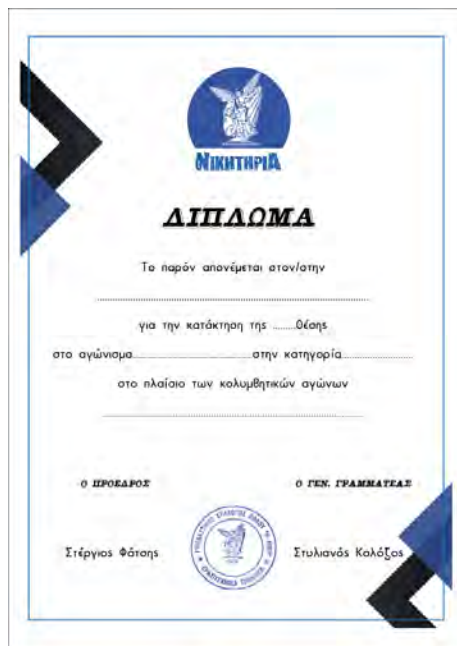 ΝΙΚΗΤΗΡΙΑ
ΔΙΠΛΩΜΑ
Το παρόν απονέμεται στον/στην
για την κατάκτηση της ........θέσης
στο αγώνισμα........................στην κατηγορία..............
στο πλαίσιο των κολυμβητικών αγώνων
Ο ΠΡΟΕΔΡΟΣ Ο ΓΕΝ. ΓΡΑΜΜΑΤΕΑΣ
Στέργιος Φάτσης Στυλιανός Καλόζος